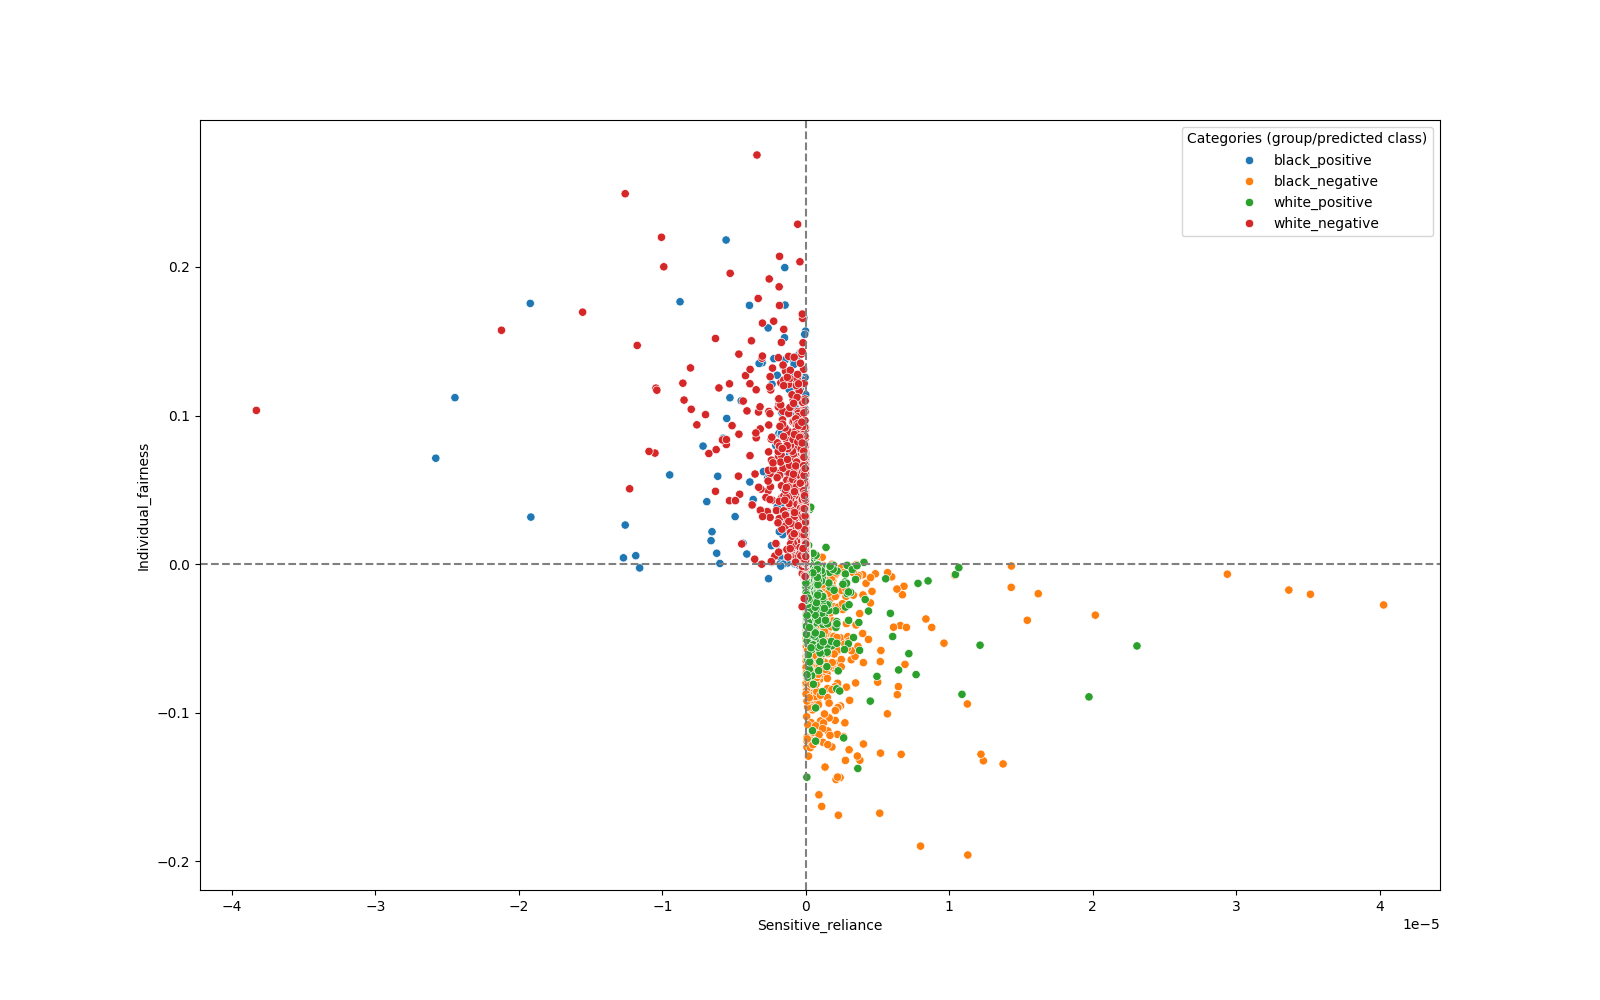 Categories (group/predicted class)
black_positive
black_negative
white_positive
white_negative
Individual_fairness
0.2
0.1
0.0
−0.1
−0.2
−4
−3
−2
−1
0
1
2
3
4
1e−5
Sensitive_reliance